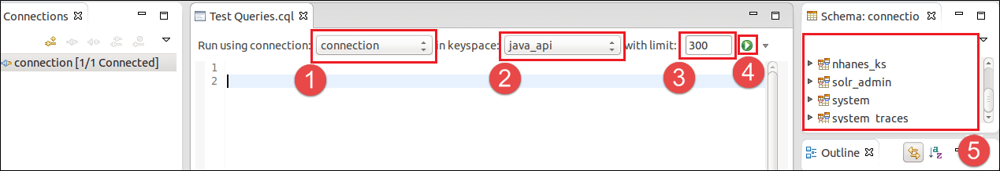 Connections
connection [1/1 Connected]
Test Queries.cql
Run using connection: connection in keyspace: java_api with limit: 300
1 2 3 4
1
2
Schema: connectio
nhanes_ks
solr_admin
system
system_traces
5
Outline
a
z